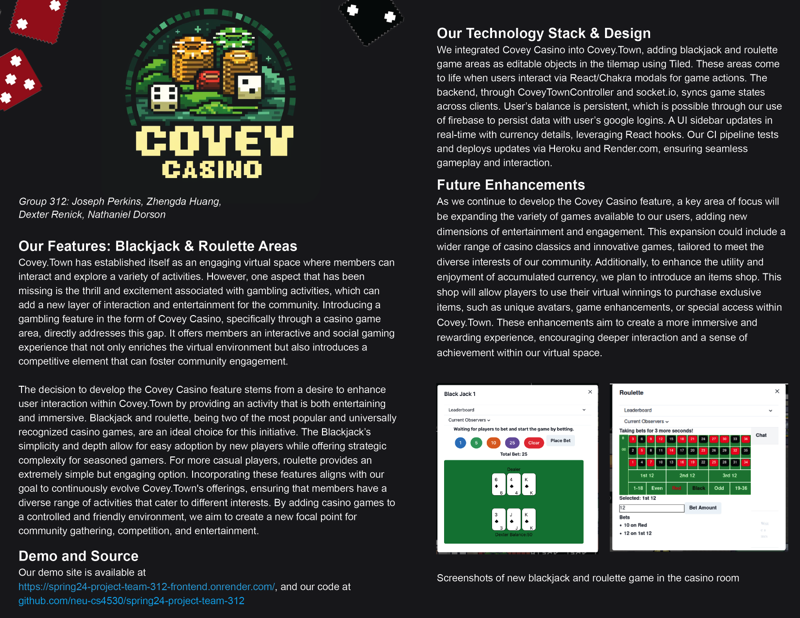 COVEY
CASINO
Group 312: Joseph Perkins, Zhengda Huang,
Dexter Renick, Nathaniel Dorson
Our Features: Blackjack & Roulette Areas
Covey.Town has established itself as an engaging virtual space where members can
interact and explore a variety of activities. However, one aspect that has been
missing is the thrill and excitement associated with gambling activities, which can
add a new layer of interaction and entertainment for the community. Introducing a
gambling feature in the form of Covey Casino, specifically through a casino game
area, directly addresses this gap. It offers members an interactive and social gaming
experience that not only enriches the virtual environment but also introduces a
competitive element that can foster community engagement.
The decision to develop the Covey Casino feature stems from a desire to enhance
user interaction within Covey.Town by providing an activity that is both entertaining
and immersive. Blackjack and roulette, being two of the most popular and universally
recognized casino games, are an ideal choice for this initiative. The Blackjack's
simplicity and depth allow for easy adoption by new players while offering strategic
complexity for seasoned gamers. For more casual players, roulette provides an
extremely simple but engaging option. Incorporating these features aligns with our
goal to continuously evolve Covey.Town's offerings, ensuring that members have a
diverse range of activities that cater to different interests. By adding casino games to
a controlled and friendly environment, we aim to create a new focal point for
community gathering, competition, and entertainment.
Demo and Source
Our demo site is available at
https://spring24-project-team-312-frontend.onrender.com/, and our code at
github.com/neu-cs4530/spring24-project-team-312
Our Technology Stack & Design
We integrated Covey Casino into Covey.Town, adding blackjack and roulette
game areas as editable objects in the tilemap using Tiled. These areas come
to life when users interact via React/Chakra modals for game actions. The
backend, through CoveyTownController and socket.io, syncs game states
across clients. User's balance is persistent, which is possible through our use
of firebase to persist data with user's google logins. A UI sidebar updates in
real-time with currency details, leveraging React hooks. Our CI pipeline tests
and deploys updates via Heroku and Render.com, ensuring seamless
gameplay and interaction.
Future Enhancements
As we continue to develop the Covey Casino feature, a key area of focus will
be expanding the variety of games available to our users, adding new
dimensions of entertainment and engagement. This expansion could include a
wider range of casino classics and innovative games, tailored to meet the
diverse interests of our community. Additionally, to enhance the utility and
enjoyment of accumulated currency, we plan to introduce an items shop. This
shop will allow players to use their virtual winnings to purchase exclusive
items, such as unique avatars, game enhancements, or special access within
Covey.Town. These enhancements aim to create a more immersive and
rewarding experience, encouraging deeper interaction and a sense of
achievement within our virtual space.
Black Jack 1
Leaderboard
Current Observers
Waiting for players to bet and start the game by betting.
1 5 10 25 Clear Place Bet
Total Bet: 25
Dealer
6 4 J
3 J K
Roulette
Leaderboard
Current Observers
Taking bets for 3 more seconds!
Chat
1st 12 2nd 12 3rd 12
1-18 Even Red Black Odd 19-36
Selected: 1st 12
12 Bet Amount
Bets
10 on Red
12 on 1st 12
Screenshots of new blackjack and roulette game in the casino room